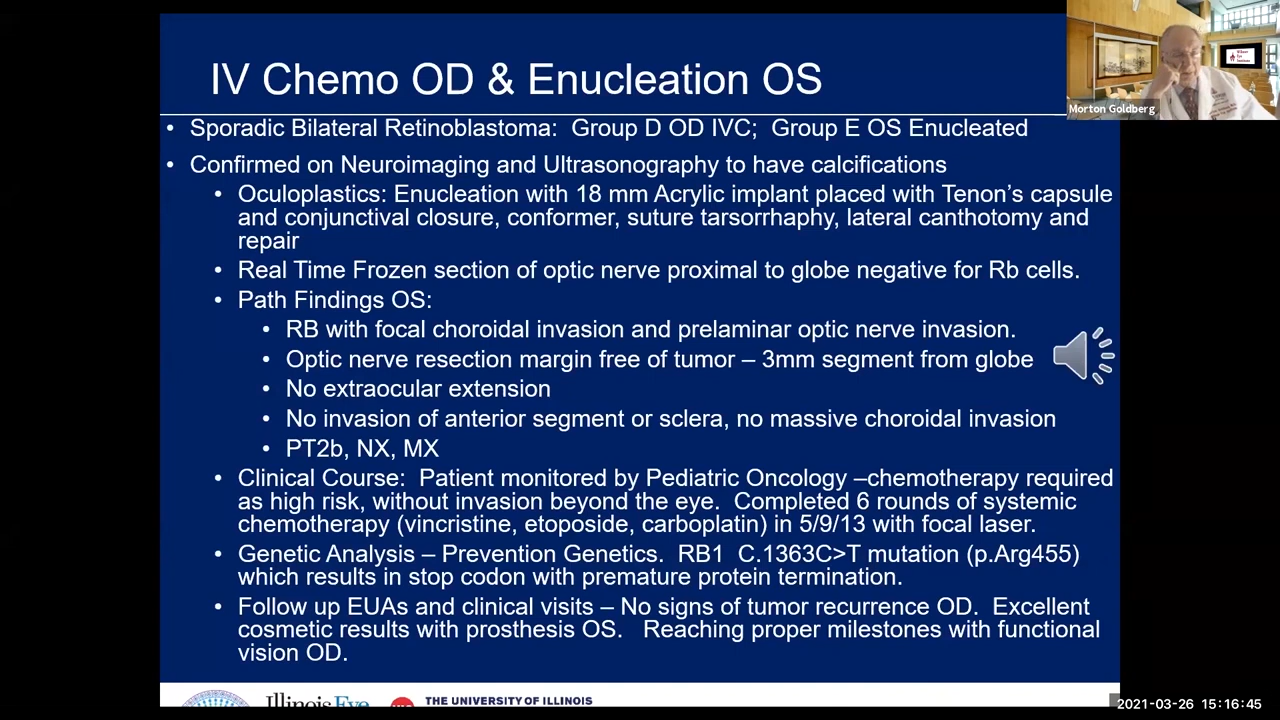 IV Chemo OD & Enucleation OS
Morton Goldberg
• Sporadic Bilateral Retinoblastoma: Group D OD IVC; Group E OS Enucleated
• Confirmed on Neuroimaging and Ultrasonography to have calcifications
• Oculoplastics: Enucleation with 18 mm Acrylic implant placed with Tenon's capsule
and conjunctival closure, conformer, suture tarsorrhaphy, lateral canthotomy and
repair
• Real Time Frozen section of optic nerve proximal to globe negative for Rb cells.
• Path Findings OS:
• RB with focal choroidal invasion and prelaminar optic nerve invasion.
• Optic nerve resection margin free of tumor – 3mm segment from globe
• No extraocular extension
• No invasion of anterior segment or sclera, no massive choroidal invasion
• PT2b, NX, MX
• Clinical Course: Patient monitored by Pediatric Oncology –chemotherapy required
as high risk, without invasion beyond the eye. Completed 6 rounds of systemic
chemotherapy (vincristine, etoposide, carboplatin) in 5/9/13 with focal laser.
• Genetic Analysis – Prevention Genetics. RB1 C.1363C>T mutation (p.Arg455)
which results in stop codon with premature protein termination.
• Follow up EUAs and clinical visits – No signs of tumor recurrence OD. Excellent
cosmetic results with prosthesis OS. Reaching proper milestones with functional
vision OD.
Illinois Eye
THE UNIVERSITY OF ILLINOIS
2021-03-26 15:16:45